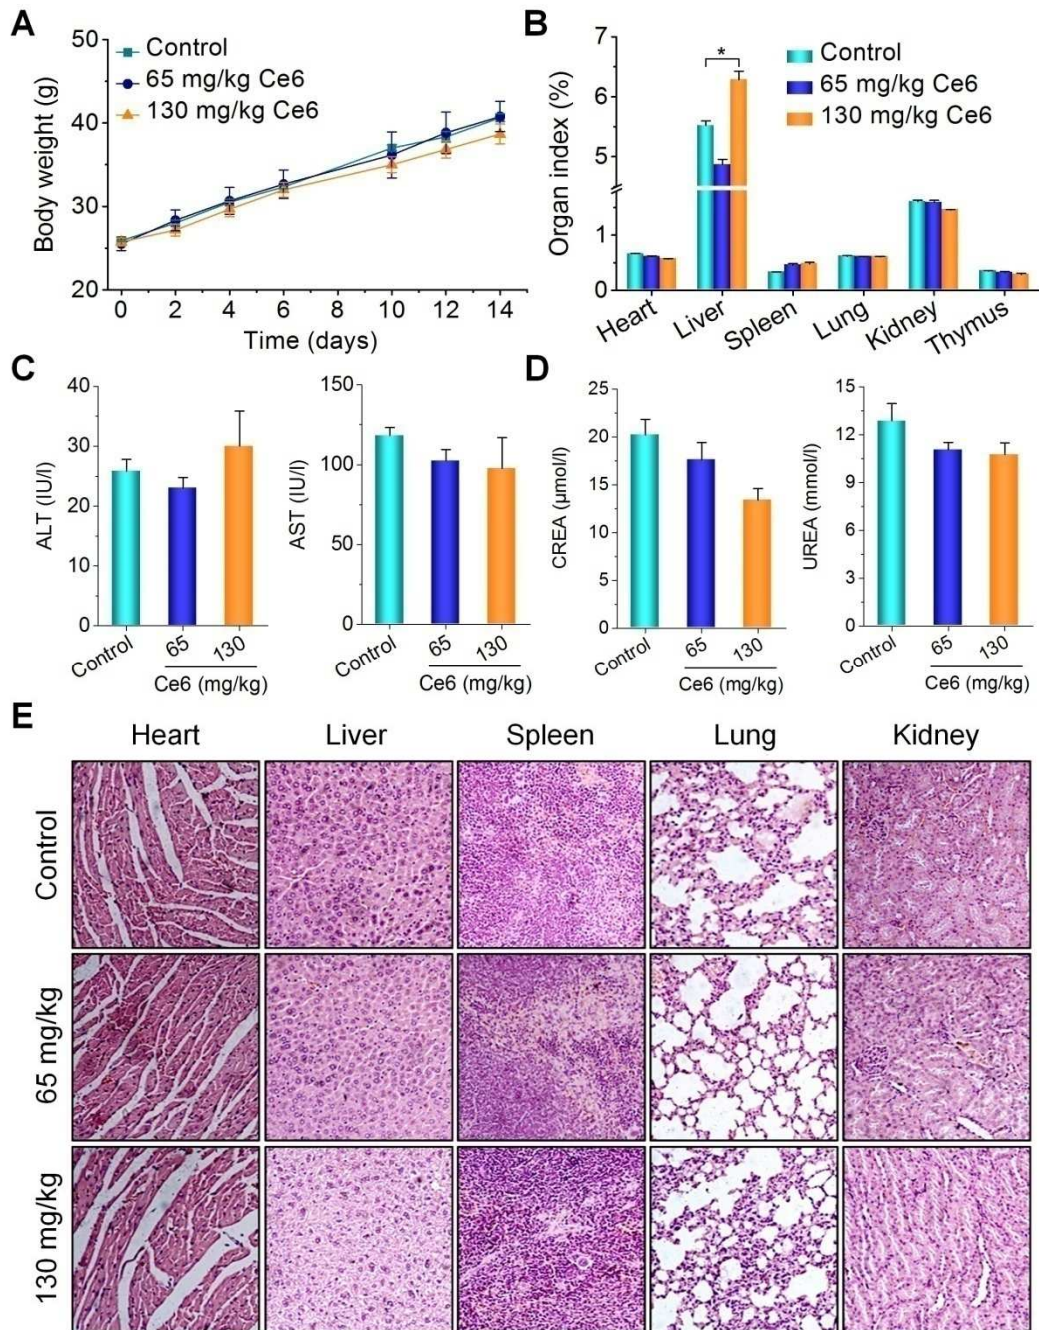 A
50
40
30
20
Body weight (g)
Control
65 mg/kg Ce6
130 mg/kg Ce6
0 2 4 6 10 12 14
Time (days)
B
7
6
5
1
0
Organ index (%)
*
Control
65 mg/kg Ce6
130 mg/kg Ce6
Heart Liver Spleen Lung Kidney Thymus
C
40
30
20
10
0
ALT (IU/l)
Control 65 130
Ce6 (mg/kg)
150
100
50
0
AST (IU/l)
Control 65 130
Ce6 (mg/kg)
D
25
20
15
10
5
0
CREA (μmol/l)
Control 65 130
Ce6 (mg/kg)
15
12
9
6
3
0
UREA (mmol/l)
Control 65 130
Ce6 (mg/kg)
E
Heart Liver Spleen Lung Kidney
Control
65 mg/kg
130 mg/kg